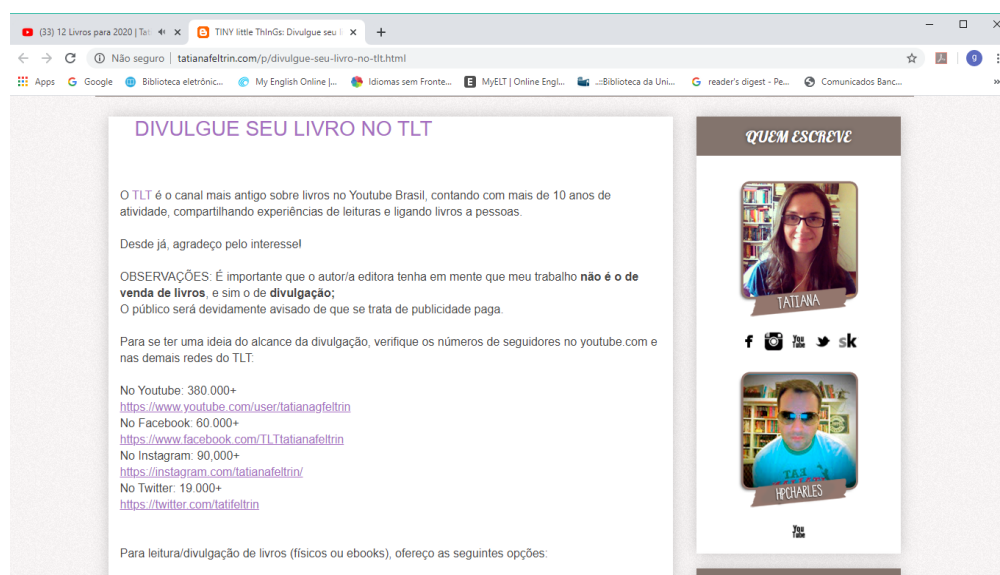 (33) 12 Livros para 2020 | Tat
TINY little ThInGs: Divulgue seu l
Não seguro | tatianafeltrin.com/p/divulgue-seu-livro-no-tlt.html
g
Apps Google Biblioteca eletrônic... My English Online |... Idiomas sem Fronte... MyELT | Online Engl... ..::Biblioteca da Uni... reader's digest - Pe... Comunicados Banc...
DIVULGUE SEU LIVRO NO TLT
O TLT é o canal mais antigo sobre livros no Youtube Brasil, contando com mais de 10 anos de
atividade, compartilhando experiências de leituras e ligando livros a pessoas.
Desde já, agradeço pelo interesse!
OBSERVAÇÕES: É importante que o autor/a editora tenha em mente que meu trabalho não é o de
venda de livros, e sim o de divulgação;
O público será devidamente avisado de que se trata de publicidade paga.
Para se ter uma ideia do alcance da divulgação, verifique os números de seguidores no youtube.com e
nas demais redes do TLT:
No Youtube: 380.000+
https://www.youtube.com/user/tatianagfeltrin
No Facebook: 60.000+
https://www.facebook.com/TLTtatianafeltrin
No Instagram: 90,000+
https://instagram.com/tatianafeltrin/
No Twitter: 19.000+
https://twitter.com/tatifeltrin
Para leitura/divulgação de livros (físicos ou ebooks), ofereço as seguintes opções:
QUEM ESCREVE
TATIANA
f You Tube sk
HPCHARLES
You Tube